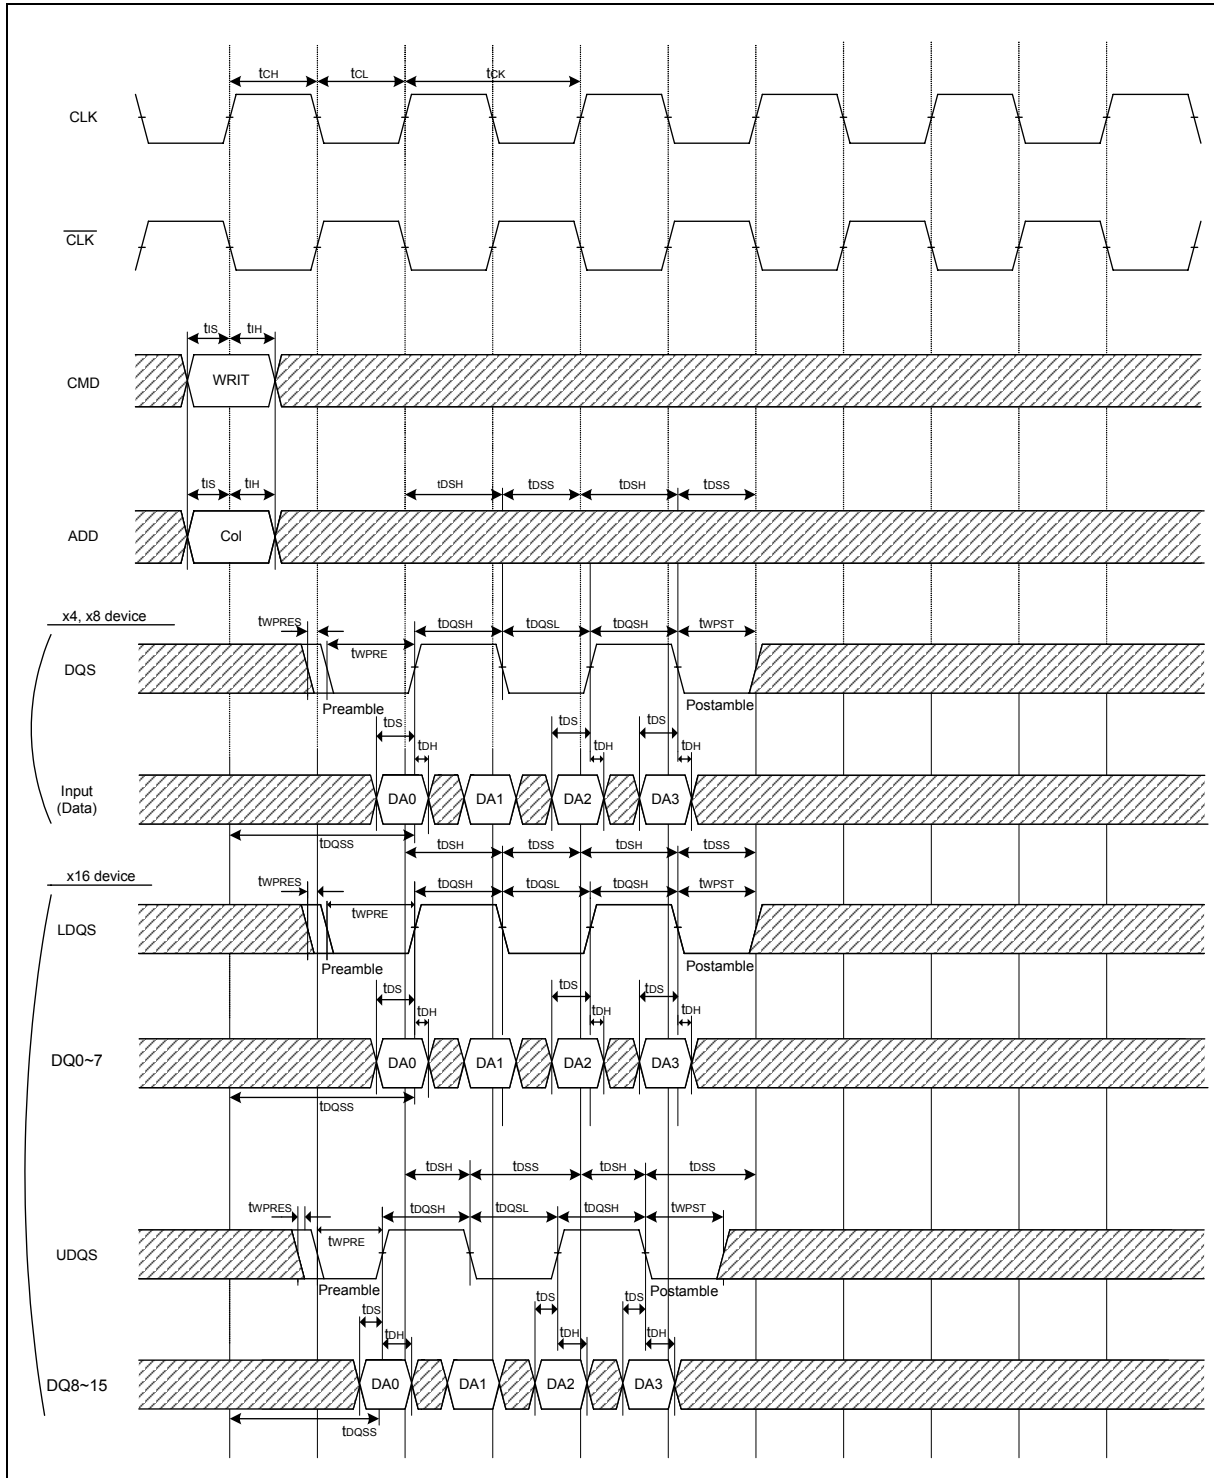 tCH tCL tCK
CLK
CLK
tIS tIH
CMD WRIT
tIS tIH tDSH tDSS tDSH tDSS
ADD Col
x4, x8 device
tWPRES tDQSH tDQSL tDQSH tWPST
tWPRE
DQS
Preamble Postamble
tDS tDS tDS
tDH tDH tDH
Input
(Data)
DA0 DA1 DA2 DA3
tDQSS
tDSH tDSS tDSH tDSS
x16 device
tWPRES tDQSH tDQSL tDQSH tWPST
tWPRE
LDQS
Preamble Postamble
tDS tDS tDS
tDH tDH tDH
DQ0~7 DA0 DA1 DA2 DA3
tDQSS
tDSH tDSS tDSH tDSS
tWPRES tDQSH tDQSL tDQSH tWPST
tWPRE
UDQS
Preamble Postamble
tDS tDS tDS
tDH tDH tDH
DQ8~15 DA0 DA1 DA2 DA3
tDQSS